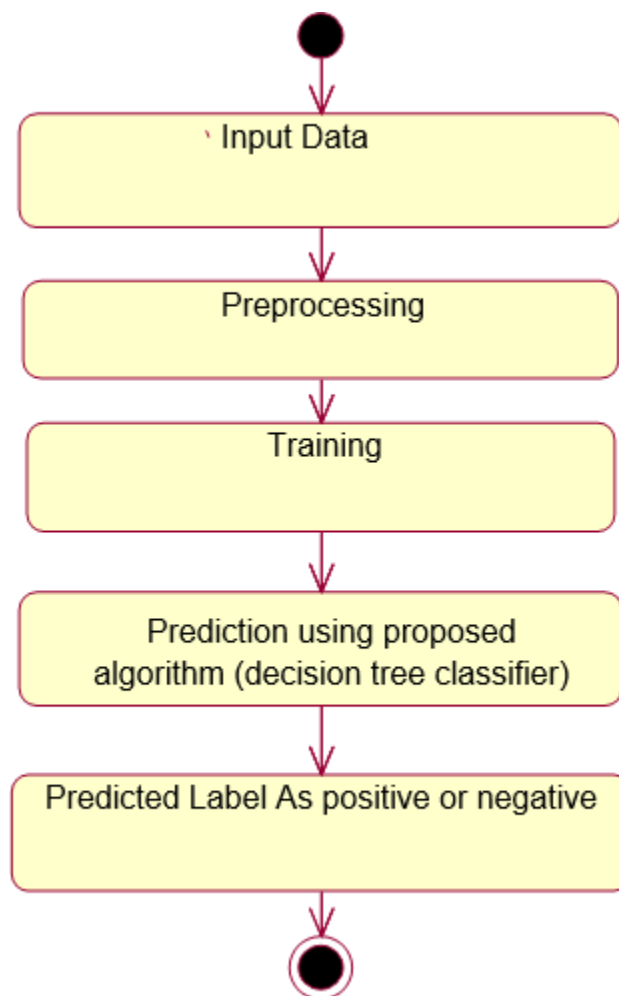 Input Data
Preprocessing
Training
Prediction using proposed
algorithm (decision tree classifier)
Predicted Label As positive or negative